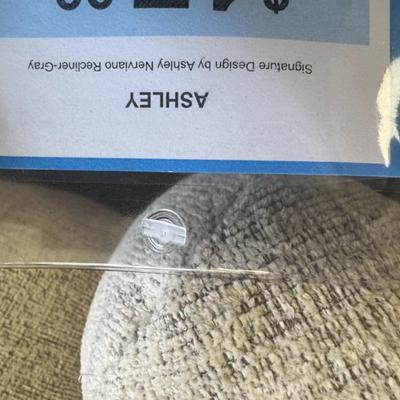 ASHLEY
Signature Design by Ashley Nerviano Recliner-Gray
$